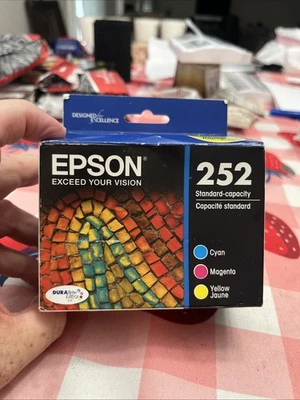 DESIGNED for EXCELLENCE
EPSON®
EXCEED YOUR VISION
252
Standard-capacity
Capacité standard
Cyan
Magenta
Yellow
Jaune
DURABrite
Ultra